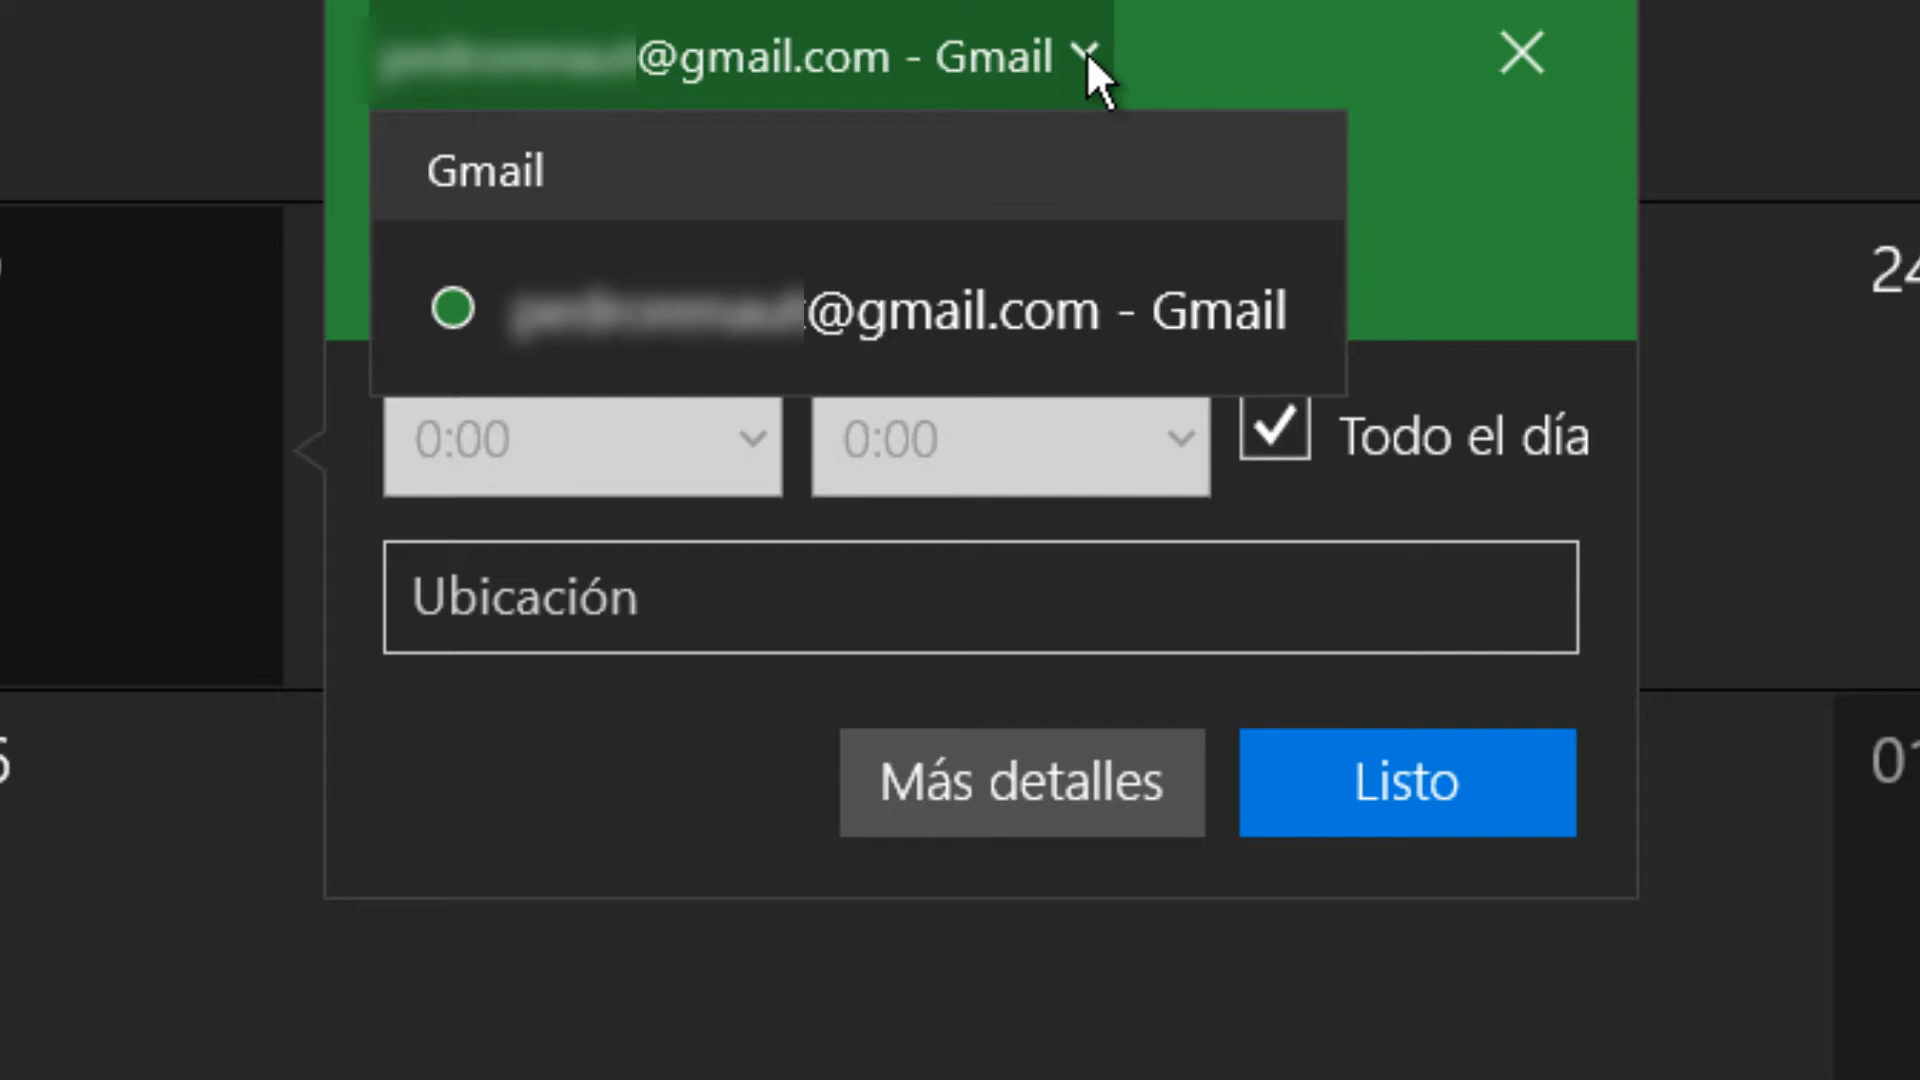 @gmail.com - Gmail
Gmail
@gmail.com - Gmail
24
0:00
0:00
Todo el día
Ubicación
Más detalles
Listo
01